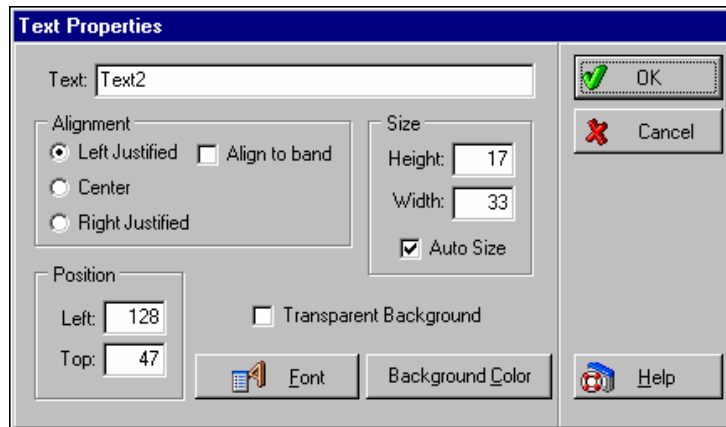 Text Properties
Text: Text2
OK
Alignment
Size
Cancel
Left Justified Align to band
Height: 17
Center
Width: 33
Right Justified
Auto Size
Position
Left: 128
Transparent Background
Top: 47
Font
Background Color
Help